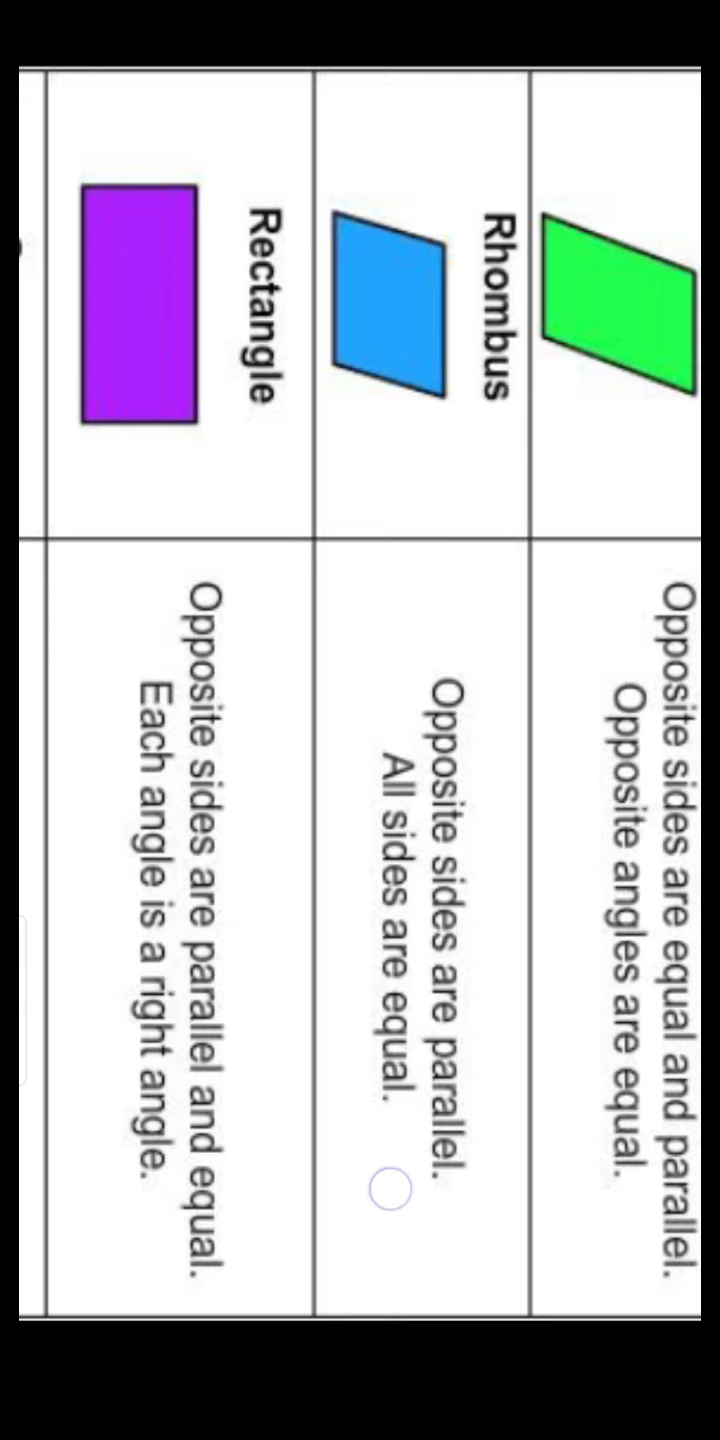 Opposite sides are equal and parallel.
Opposite angles are equal.
Rhombus
Opposite sides are parallel.
All sides are equal.
Rectangle
Opposite sides are parallel and equal.
Each angle is a right angle.